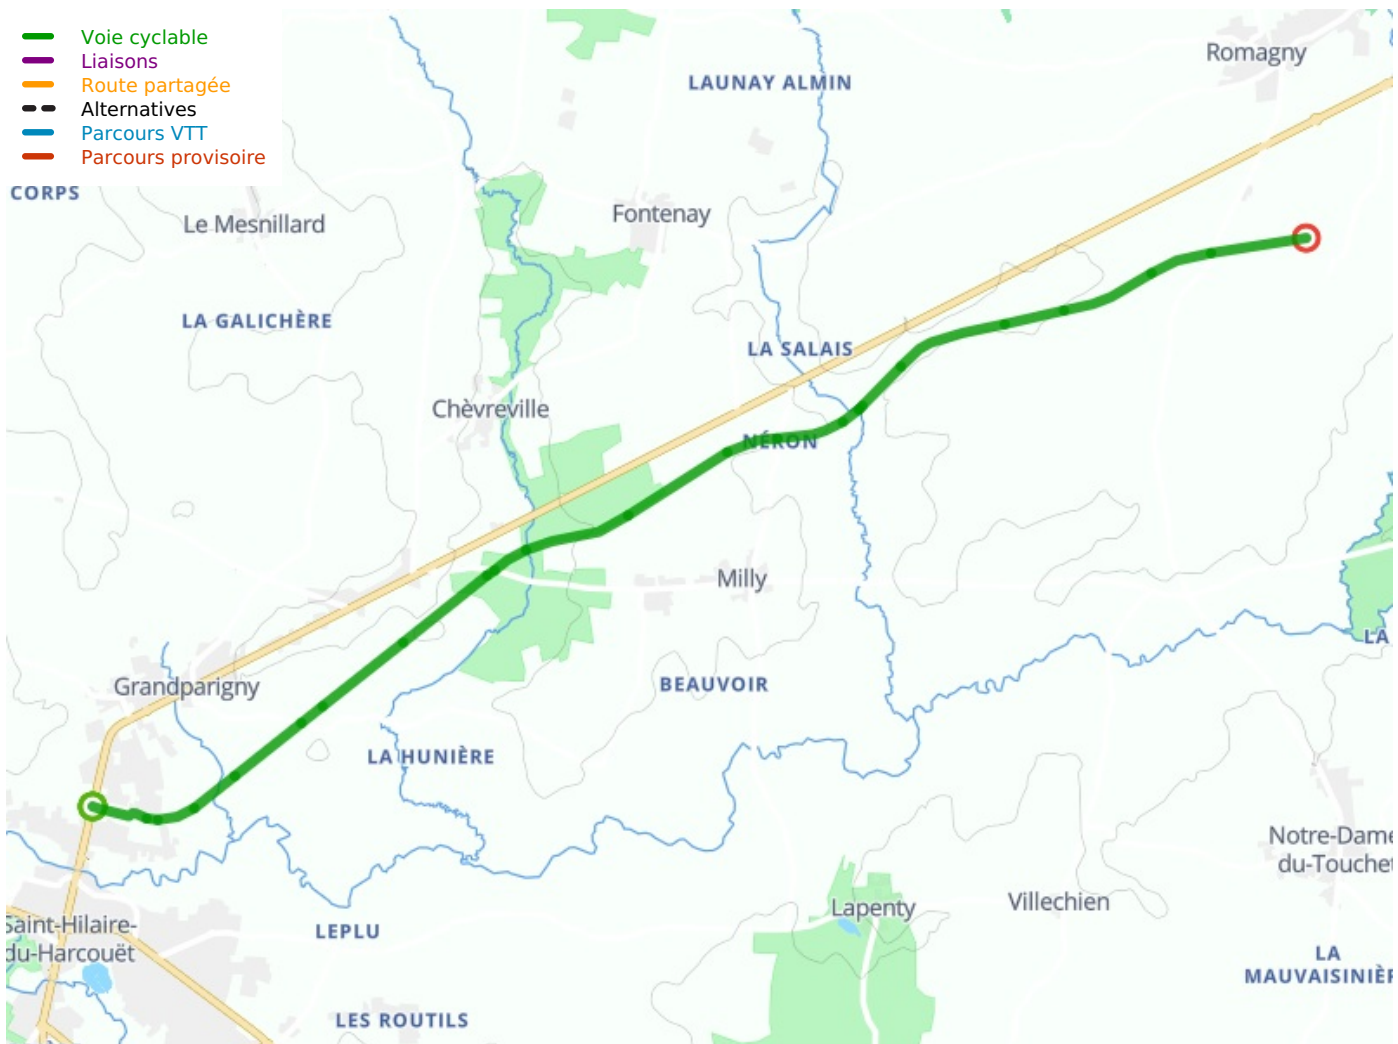 Voie cyclable
Liaisons
Route partagée
Alternatives
Parcours VTT
Parcours provisoire
Romagny
LAUNAY ALMIN
CORPS
Le Mesnillard
Fontenay
LA GALICHÈRE
LA SALAIS
Chèvreville
NÉRON
Milly
LA
Grandparigny
BEAUVOIR
LA HUNIÈRE
Notre-Dame-
du-Touchet
Lapenty
Villechien
Saint-Hilaire-
du-Harcouët
LEPLU
LA
MAUVAISINIÈR
LES ROUTILS